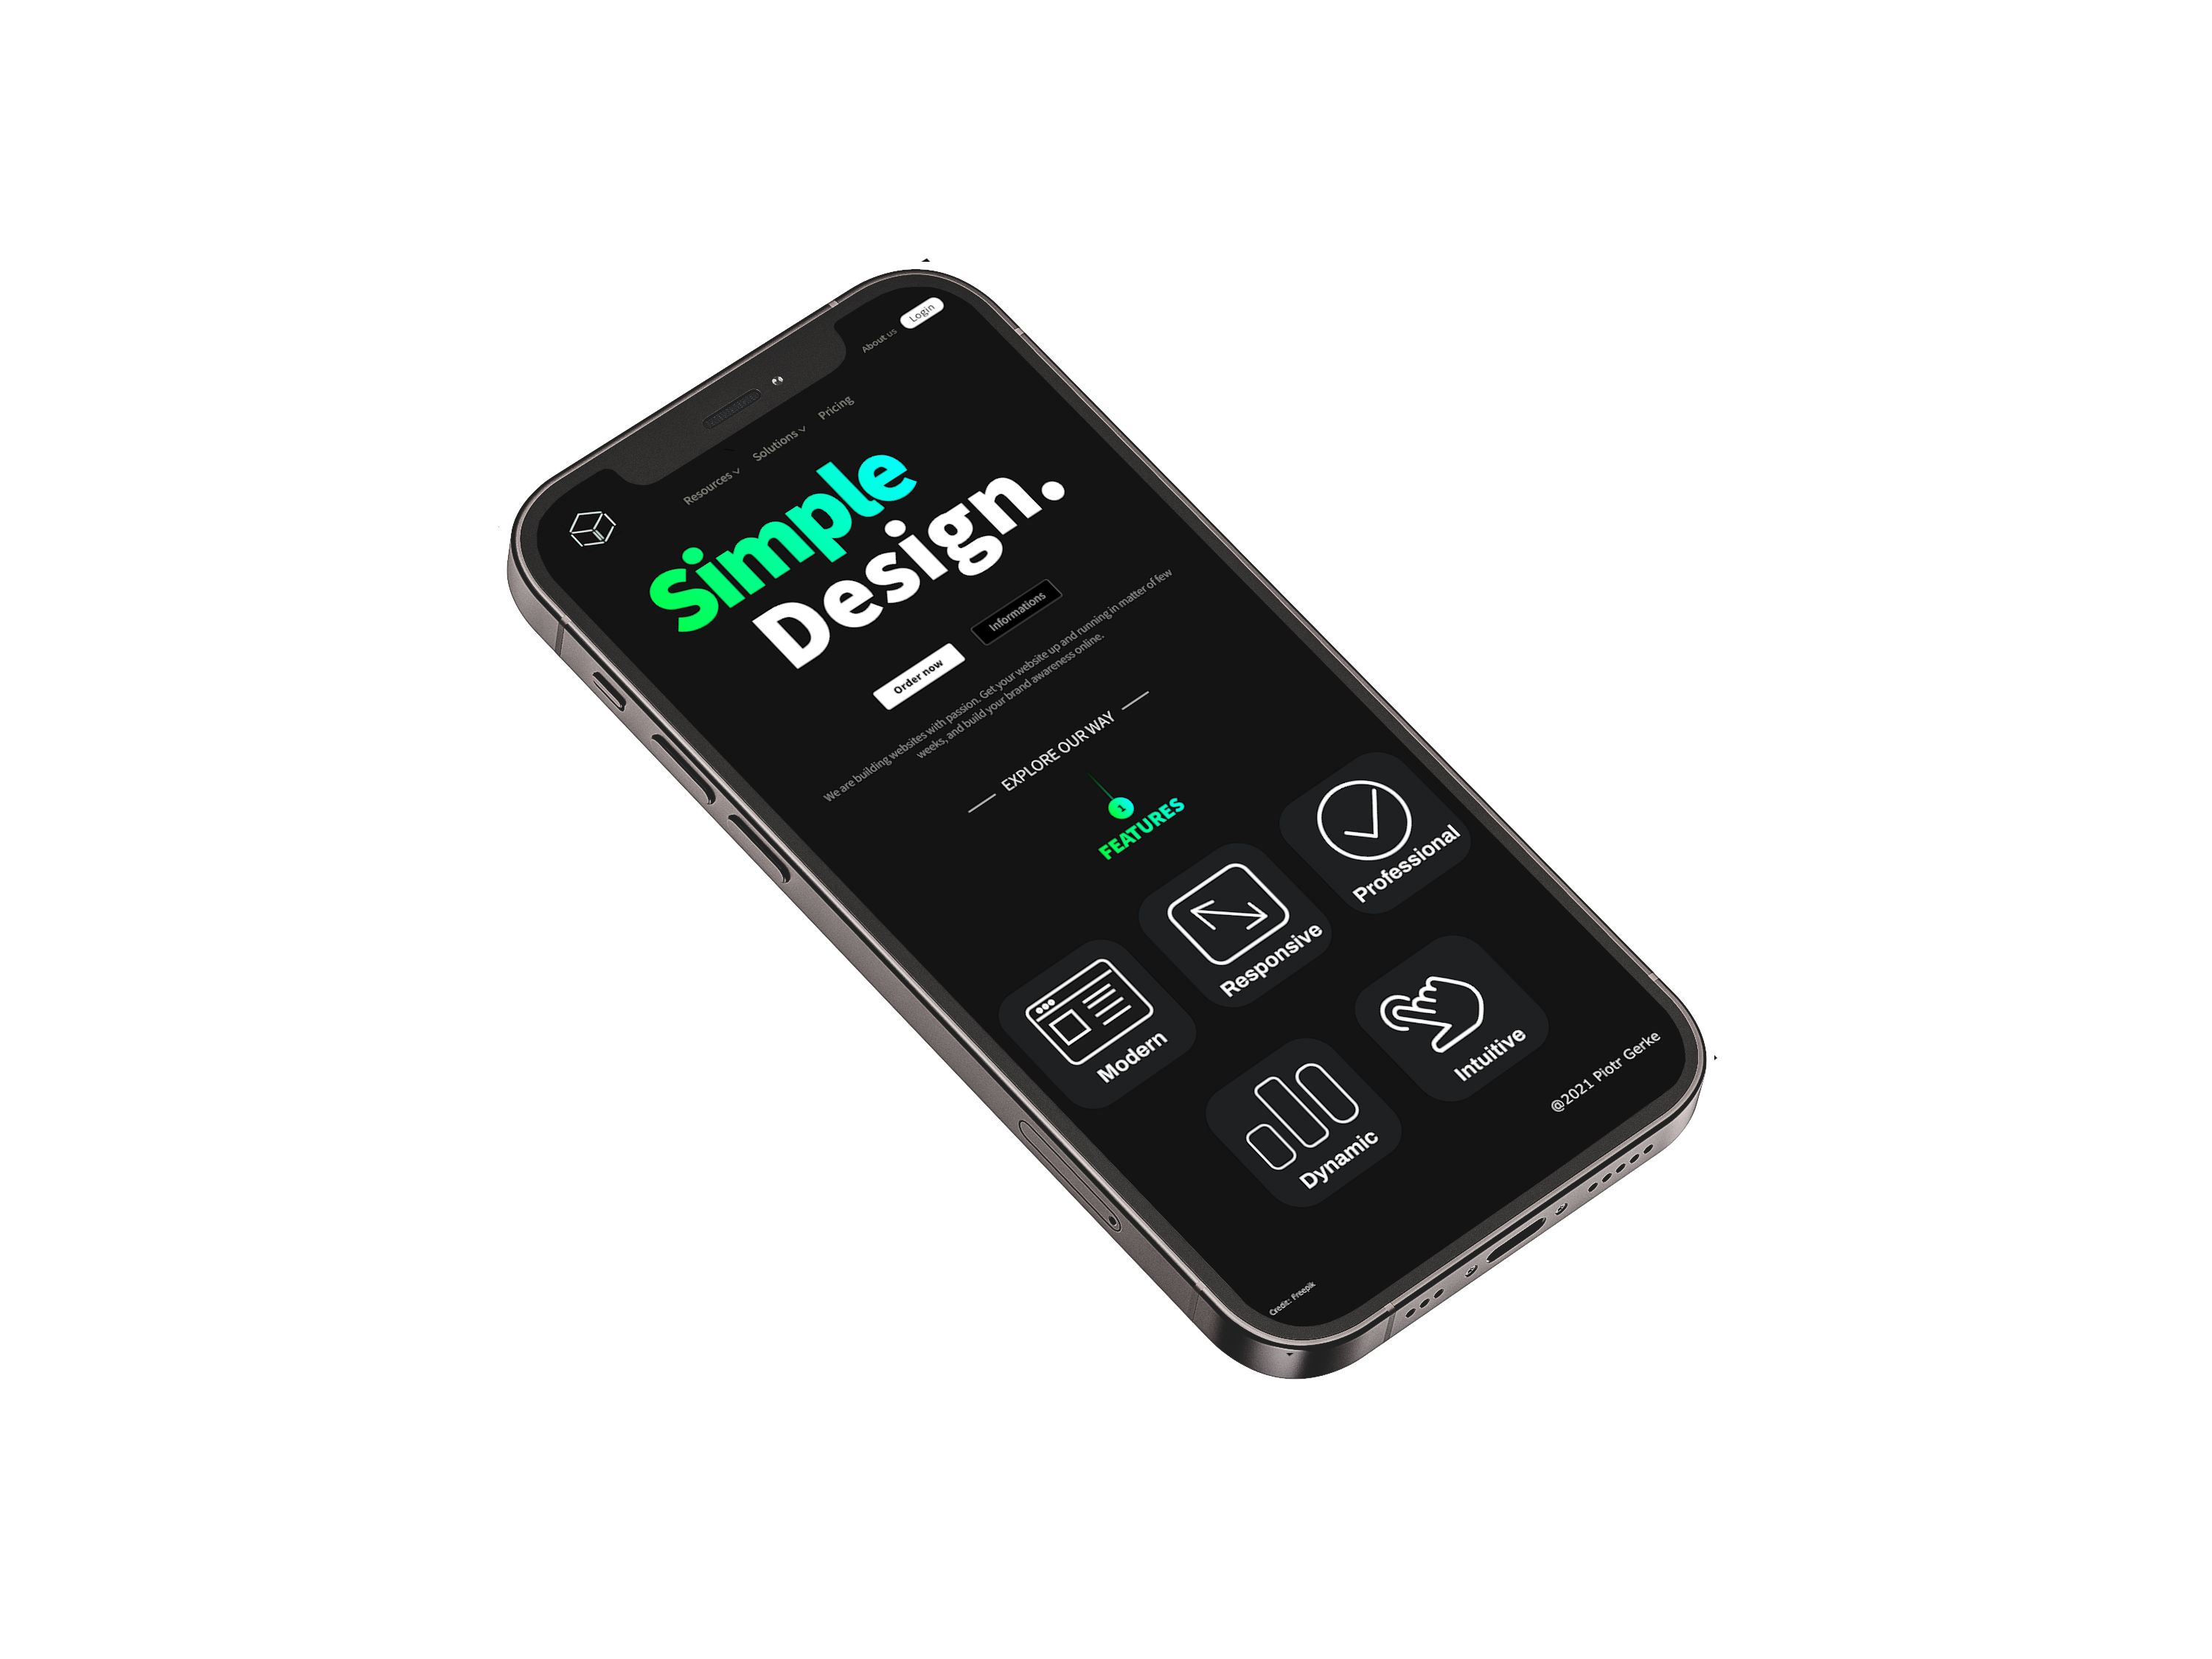 Resources Solutions Pricing About us Login
Simple
Design.
Order now Informations
We are building websites with passion. Get your website up and running in matter of few
weeks, and build your brand awareness online.
EXPLORE OUR WAY
1
FEATURES
Modern Responsive Professional
Dynamic Intuitive
Credit: Freepik @2021 Piotr Gerke